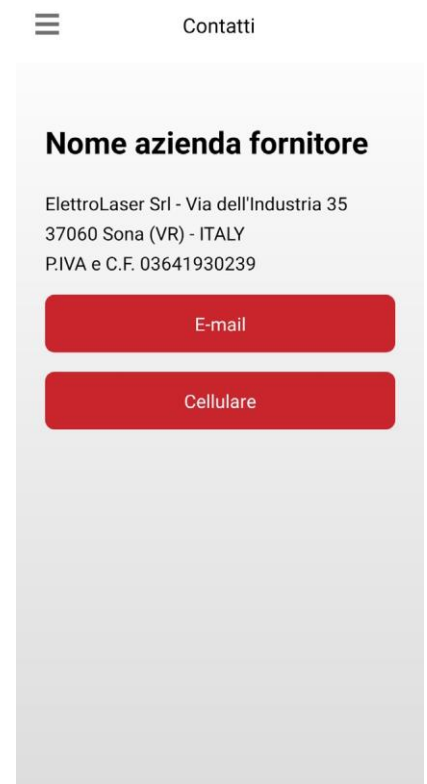 Contatti
Nome azienda fornitore
ElettroLaser Srl - Via dell'Industria 35
37060 Sona (VR) - ITALY
P.IVA e C.F. 03641930239
E-mail
Cellulare